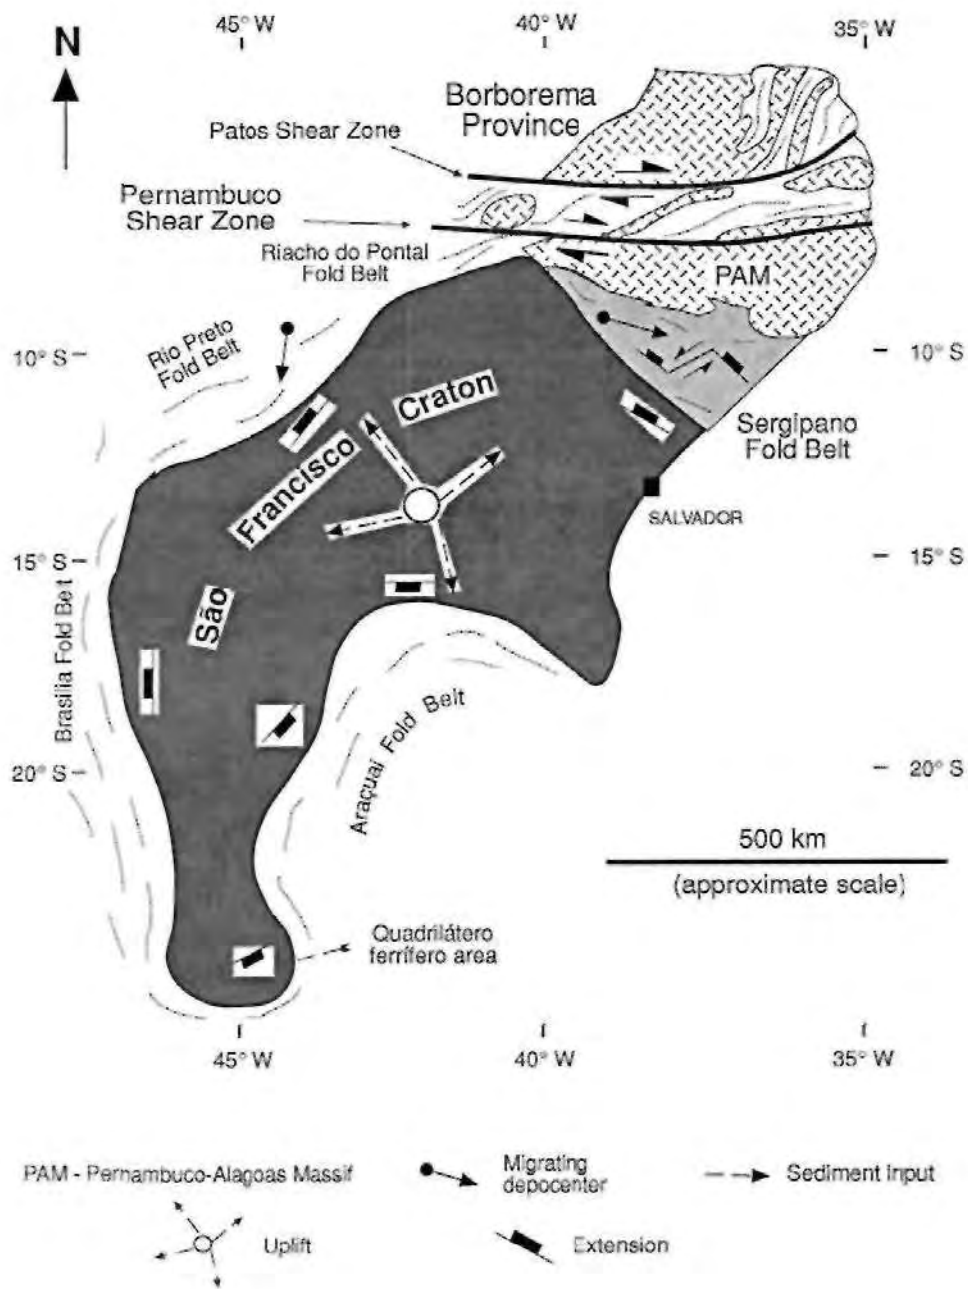 45° W
40° W
35° W
N
Borborema
Province
Patos Shear Zone
Pernambuco
Shear Zone
Riacho do Pontal
Fold Belt
PAM
Rio Preto
Fold Belt
10° S
10° S
Craton
Francisco
São
Sergipano
Fold Belt
SALVADOR
15° S
15° S
Brasília Fold Belt
Araçuaí Fold Belt
20° S
20° S
500 km
(approximate scale)
Quadrilátero
ferrífero area
45° W
40° W
35° W
PAM - Pernambuco-Alagoas Massif
Migrating
depocenter
Sediment input
Uplift
Extension